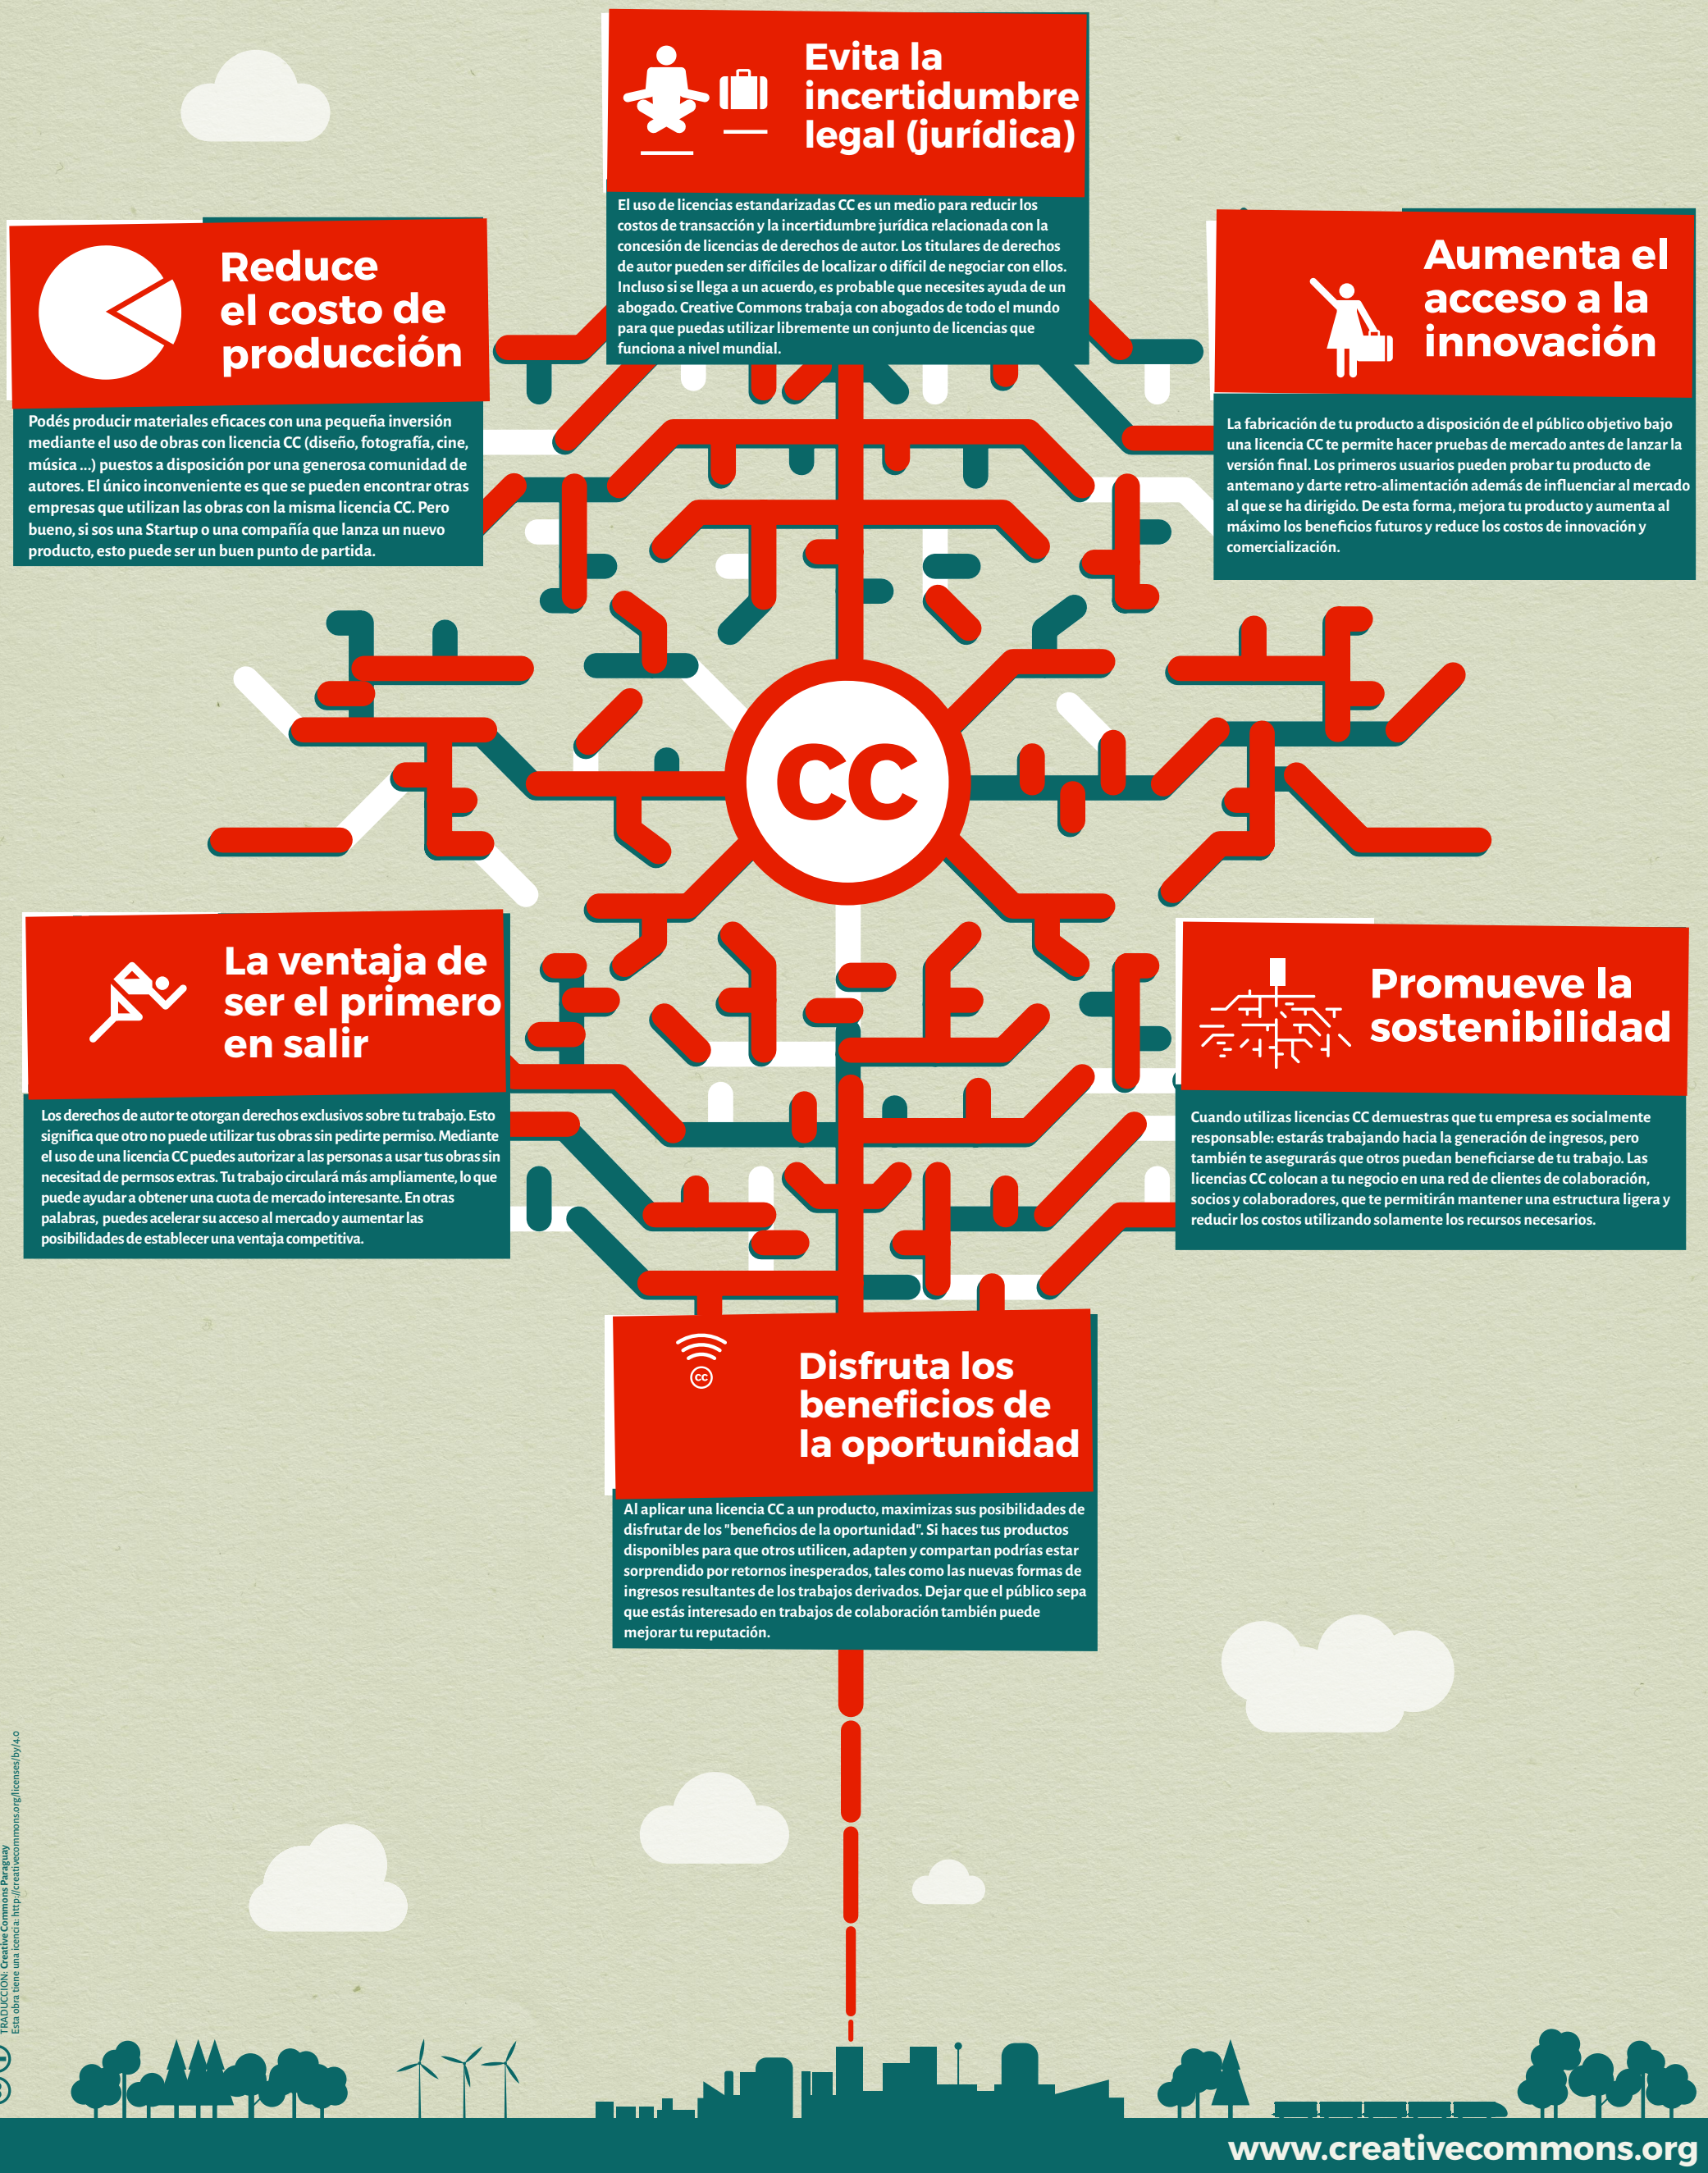 Evita la
incertidumbre
legal (jurídica)
El uso de licencias estandarizadas CC es un medio para reducir los
costos de transacción y la incertidumbre jurídica relacionada con la
concesión de licencias de derechos de autor. Los titulares de derechos
de autor pueden ser difíciles de localizar o difícil de negociar con ellos.
Incluso si se llega a un acuerdo, es probable que necesites ayuda de un
abogado. Creative Commons trabaja con abogados de todo el mundo
para que puedas utilizar libremente un conjunto de licencias que
funciona a nivel mundial.
Reduce
el costo de
producción
Podés producir materiales eficaces con una pequeña inversión
mediante el uso de obras con licencia CC (diseño, fotografía, cine,
música ...) puestos a disposición por una generosa comunidad de
autores. El único inconveniente es que se pueden encontrar otras
empresas que utilizan las obras con la misma licencia CC. Pero
bueno, si sos una Startup o una compañía que lanza un nuevo
producto, esto puede ser un buen punto de partida.
Aumenta el
acceso a la
innovación
La fabricación de tu producto a disposición de el público objetivo bajo
una licencia CC te permite hacer pruebas de mercado antes de lanzar la
versión final. Los primeros usuarios pueden probar tu producto de
antemano y darte retro-alimentación además de influenciar al mercado
al que se ha dirigido. De esta forma, mejora tu producto y aumenta al
máximo los beneficios futuros y reduce los costos de innovación y
comercialización.
CC
La ventaja de
ser el primero
en salir
Los derechos de autor te otorgan derechos exclusivos sobre tu trabajo. Esto
significa que otro no puede utilizar tus obras sin pedirte permiso. Mediante
el uso de una licencia CC puedes autorizar a las personas a usar tus obras sin
necesitad de permsos extras. Tu trabajo circulará más ampliamente, lo que
puede ayudar a obtener una cuota de mercado interesante. En otras
palabras, puedes acelerar su acceso al mercado y aumentar las
posibilidades de establecer una ventaja competitiva.
Promueve la
sostenibilidad
Cuando utilizas licencias CC demuestras que tu empresa es socialmente
responsable: estarás trabajando hacia la generación de ingresos, pero
también te asegurarás que otros puedan beneficiarse de tu trabajo. Las
licencias CC colocan a tu negocio en una red de clientes de colaboración,
socios y colaboradores, que te permitirán mantener una estructura ligera y
reducir los costos utilizando solamente los recursos necesarios.
cc
Disfruta los
beneficios de
la oportunidad
Al aplicar una licencia CC a un producto, maximizas sus posibilidades de
disfrutar de los "beneficios de la oportunidad". Si haces tus productos
disponibles para que otros utilicen, adapten y compartan podrías estar
sorprendido por retornos inesperados, tales como las nuevas formas de
ingresos resultantes de los trabajos derivados. Dejar que el público sepa
que estás interesado en trabajos de colaboración también puede
mejorar tu reputación.
TRADUCCION: Creative Commons Paraguay
Esta obra tiene una icencia: http://creativecommons.org/licenses/by/4.0
www.creativecommons.org